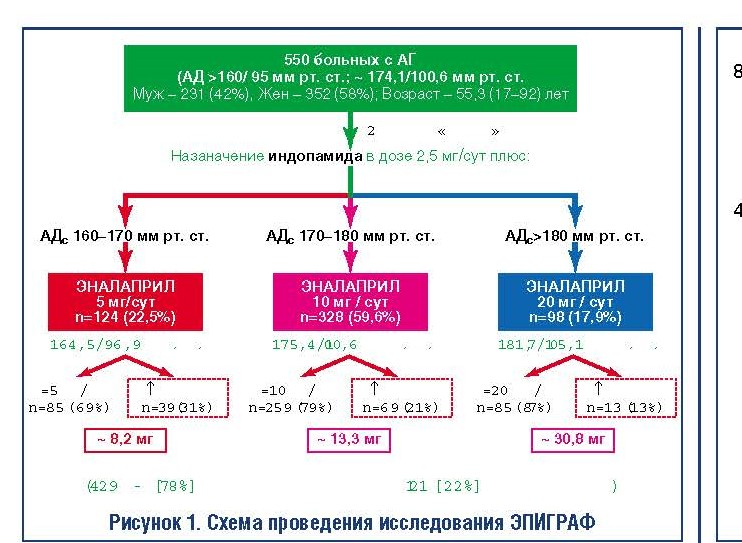 550 больных с АГ
(АД >160/ 95 мм рт. ст.; ~ 174,1/100,6 мм рт. ст.
Муж – 231 (42%), Жен – 352 (58%); Возраст – 55,3 (17–92) лет
2 « »
Назаначение индопамида в дозе 2,5 мг/сут плюс:
АДс 160–170 мм рт. ст. АДс 170–180 мм рт. ст. АДс>180 мм рт. ст.
ЭНАЛАПРИЛ ЭНАЛАПРИЛ ЭНАЛАПРИЛ
5 мг/сут 10 мг / сут 20 мг / сут
n=124 (22,5%) n=328 (59,6%) n=98 (17,9%)
164,5/96,9 . . 175,4/100,6 . . 181,7/105,1 . .
=5 / ↑ =10 / ↑ =20 / ↑
n=85 (69%) n=39 (31%) n=259 (79%) n=69 (21%) n=85 (87%) n=13 (13%)
~ 8,2 мг ~ 13,3 мг ~ 30,8 мг
(429 – [78%] 121 [22%] )
Рисунок 1. Схема проведения исследования ЭПИГРАФ
8
4